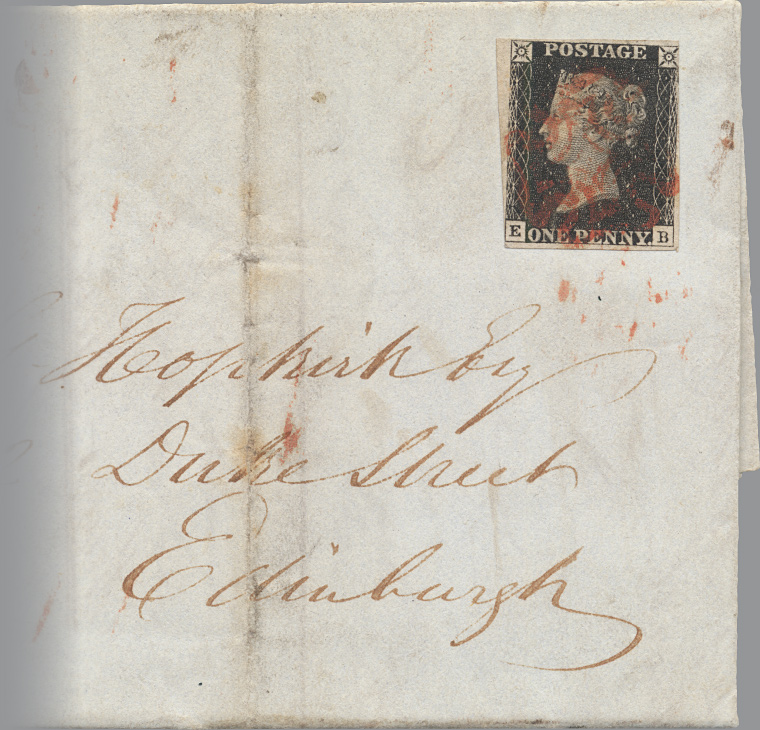 POSTAGE
E ONE PENNY. B
Hopkirk Esq
Duke Street
Edinburgh